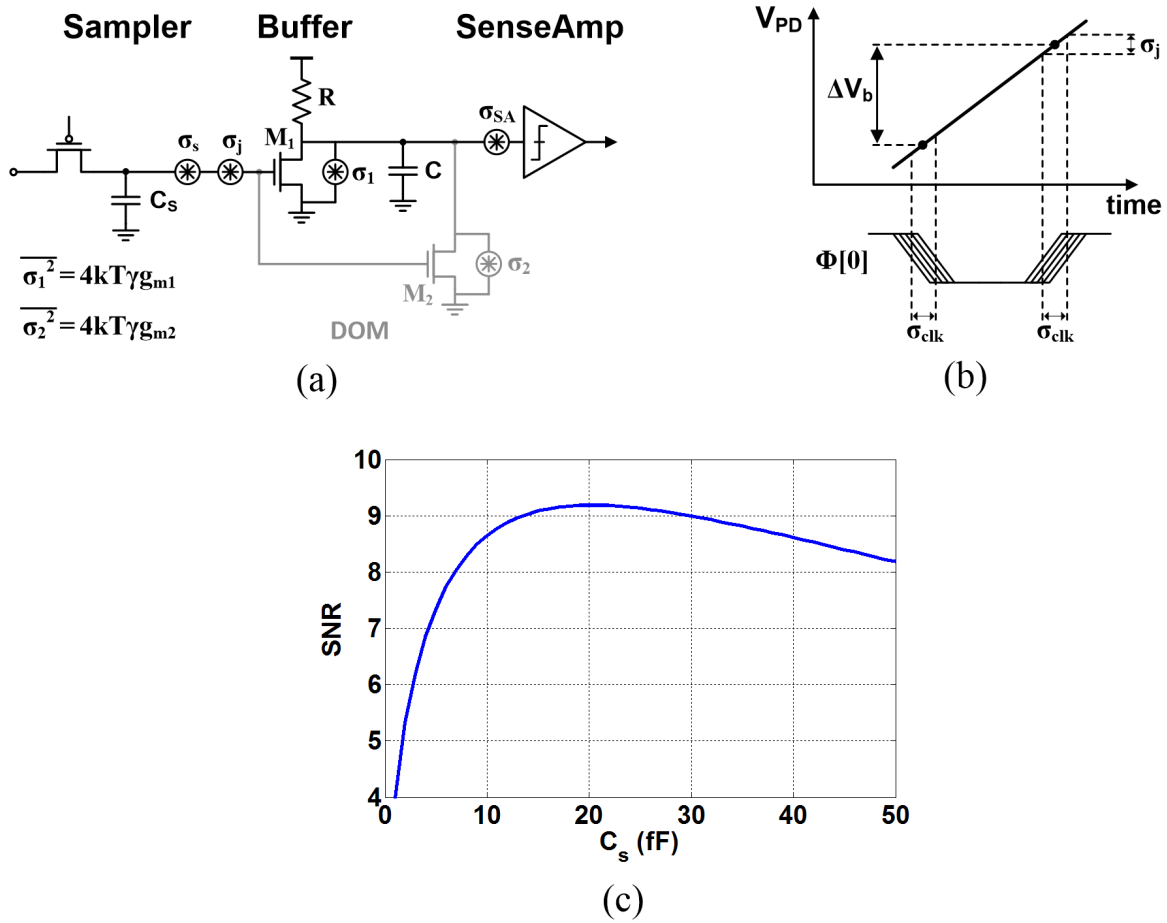 Sampler Buffer SenseAmp
R
σSA
M1
σs σj
σ1
C
CS
σ2
M2
DOM
σ1² = 4kTγgm1
σ2² = 4kTγgm2
(a)
VPD
σj
ΔVb
time
Φ[0]
σclk σclk
(b)
10
9
8
7
6
5
4
SNR
0 10 20 30 40 50
Cs (fF)
(c)